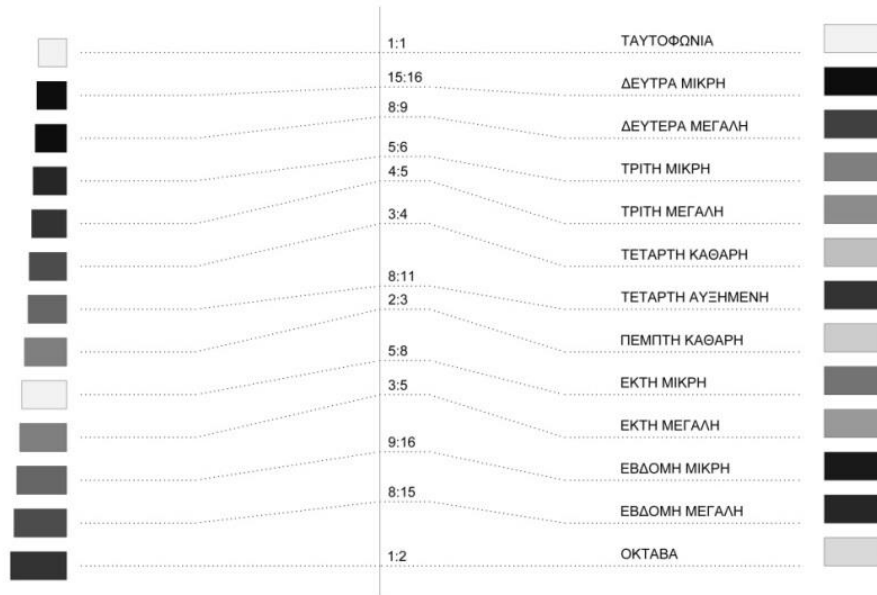 1:1 ΤΑΥΤΟΦΩΝΙΑ
15:16 ΔΕΥΤΡΑ ΜΙΚΡΗ
8:9 ΔΕΥΤΕΡΑ ΜΕΓΑΛΗ
5:6 ΤΡΙΤΗ ΜΙΚΡΗ
4:5 ΤΡΙΤΗ ΜΕΓΑΛΗ
3:4 ΤΕΤΑΡΤΗ ΚΑΘΑΡΗ
8:11 ΤΕΤΑΡΤΗ ΑΥΞΗΜΕΝΗ
2:3 ΠΕΜΠΤΗ ΚΑΘΑΡΗ
5:8 ΕΚΤΗ ΜΙΚΡΗ
3:5 ΕΚΤΗ ΜΕΓΑΛΗ
9:16 ΕΒΔΟΜΗ ΜΙΚΡΗ
8:15 ΕΒΔΟΜΗ ΜΕΓΑΛΗ
1:2 ΟΚΤΑΒΑ